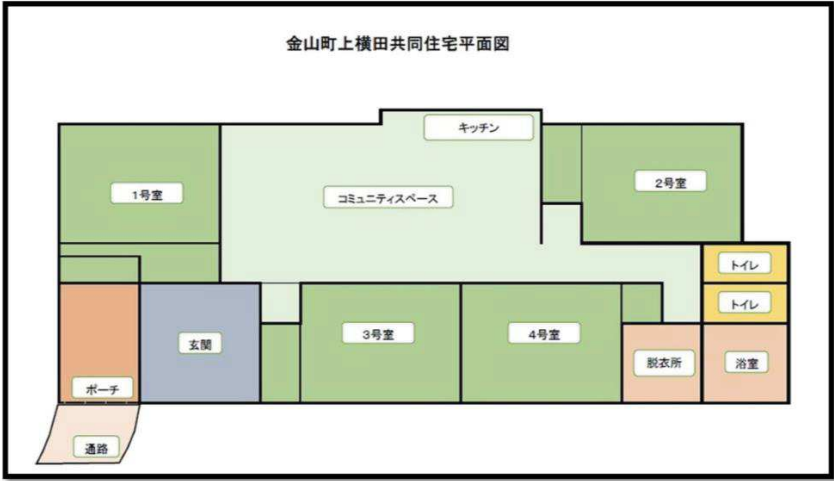 金山町上横田共同住宅平面図
キッチン
1号室
2号室
コミュニティスペース
トイレ
トイレ
3号室
4号室
玄関
脱衣所
浴室
ポーチ
通路